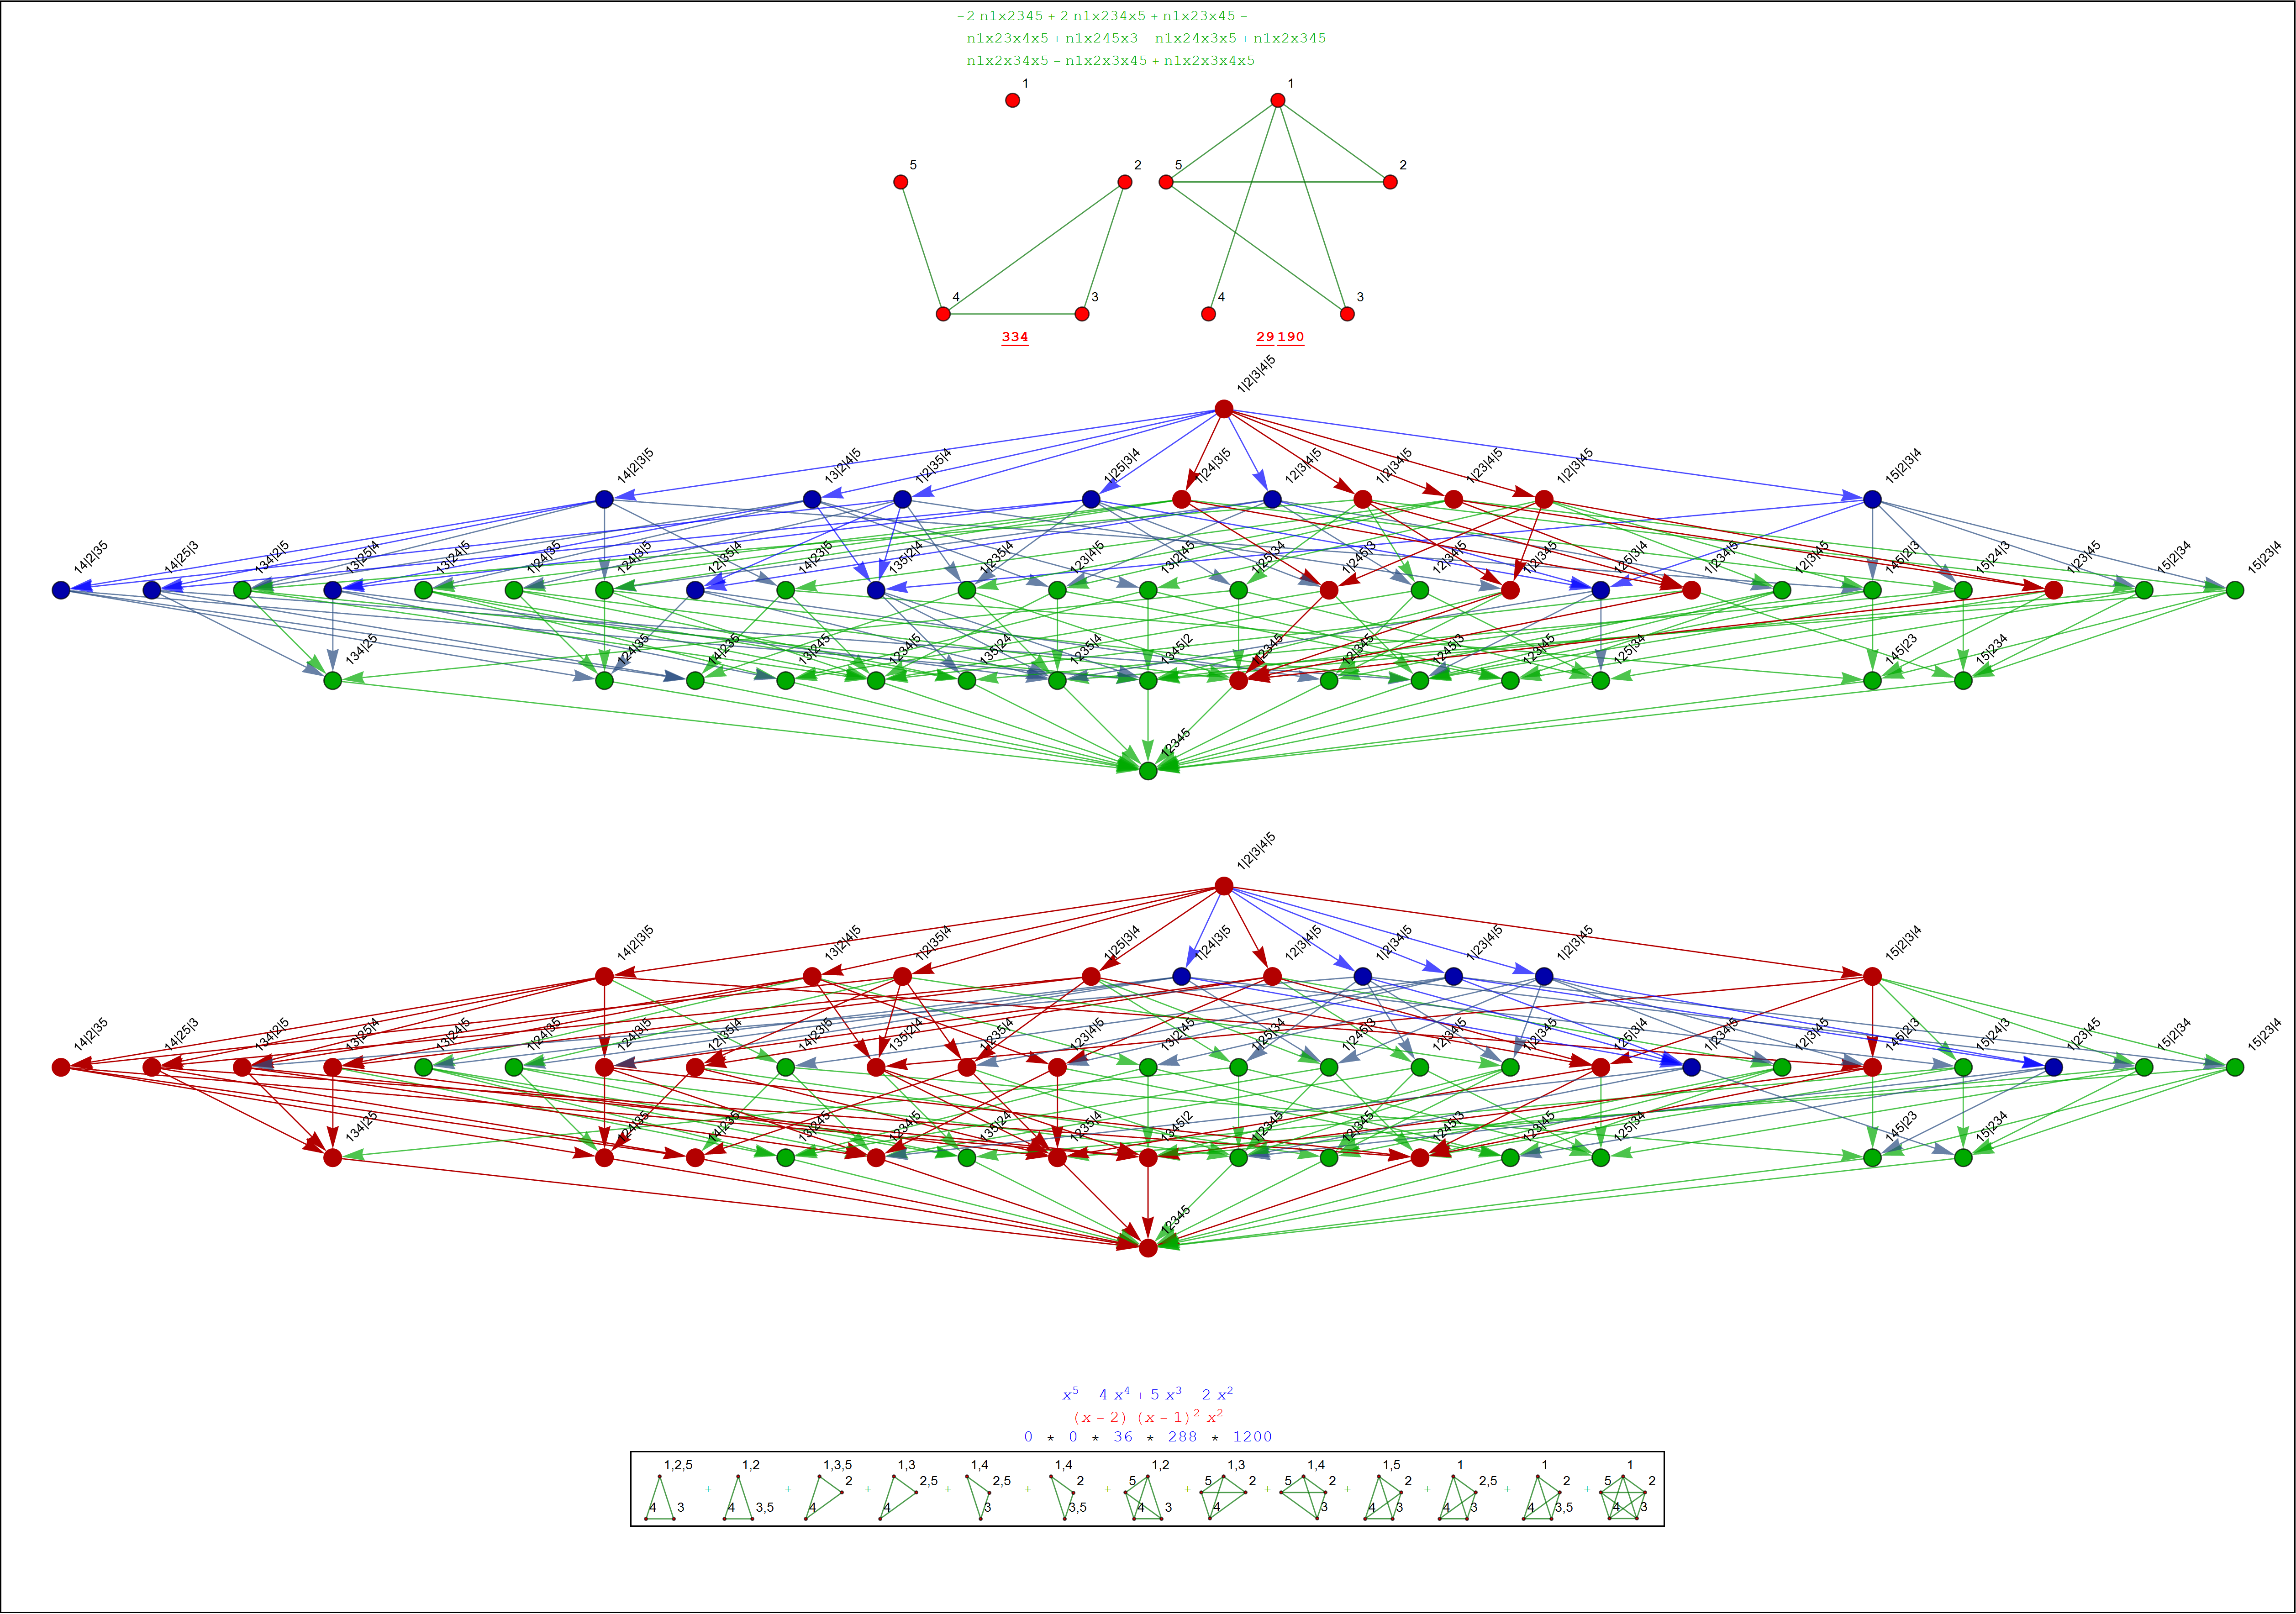 -2 n1x2345 + 2 n1x234x5 + n1x23x45 -
n1x23x4x5 + n1x245x3 - n1x24x3x5 + n1x2x345 -
n1x2x34x5 - n1x2x3x45 + n1x2x3x4x5
1 1
5 2 5 2
4 3 4 3
334 29190
1|2|3|4|5
14|2|3|5 13|2|4|5 1|2|35|4 1|25|3|4 1|24|3|5 12|3|4|5 1|2|34|5 1|23|4|5 1|2|3|45 15|2|3|4
14|2|35 14|25|3 134|2|5 13|25|4 13|24|5 1|24|35 124|3|5 12|35|4 14|23|5 135|2|4 1|235|4 123|4|5 13|2|45 1|25|34 1|245|3 12|34|5 1|2|345 125|3|4 1|234|5 12|3|45 145|2|3 15|24|3 1|23|45 15|2|34 15|23|4
134|25 124|35 14|235 13|245 1234|5 135|24 1235|4 1345|2 1|2345 12|345 1245|3 123|45 125|34 145|23 15|234
12345
1|2|3|4|5
14|2|3|5 13|2|4|5 1|2|35|4 1|25|3|4 1|24|3|5 12|3|4|5 1|2|34|5 1|23|4|5 1|2|3|45 15|2|3|4
14|2|35 14|25|3 134|2|5 13|25|4 13|24|5 1|24|35 124|3|5 12|35|4 14|23|5 135|2|4 1|235|4 123|4|5 13|2|45 1|25|34 1|245|3 12|34|5 1|2|345 125|3|4 1|234|5 12|3|45 145|2|3 15|24|3 1|23|45 15|2|34 15|23|4
134|25 124|35 14|235 13|245 1234|5 135|24 1235|4 1345|2 1|2345 12|345 1245|3 123|45 125|34 145|23 15|234
12345
x⁵ - 4 x⁴ + 5 x³ - 2 x²
(x - 2) (x - 1)² x²
0 * 0 * 36 * 288 * 1200
1,2,5 1,2 1,3,5 1,3 1,4 1,4 1,2 1,3 1,4 1,5 1 1 1
2 2,5 2,5 2 5 5 2 5 2 2 2,5 2 5 2
+ + + + + + + + + + + +
4 3 4 3,5 4 4 3 3,5 4 3 4 3 4 3 4 3 4 3,5 4 3